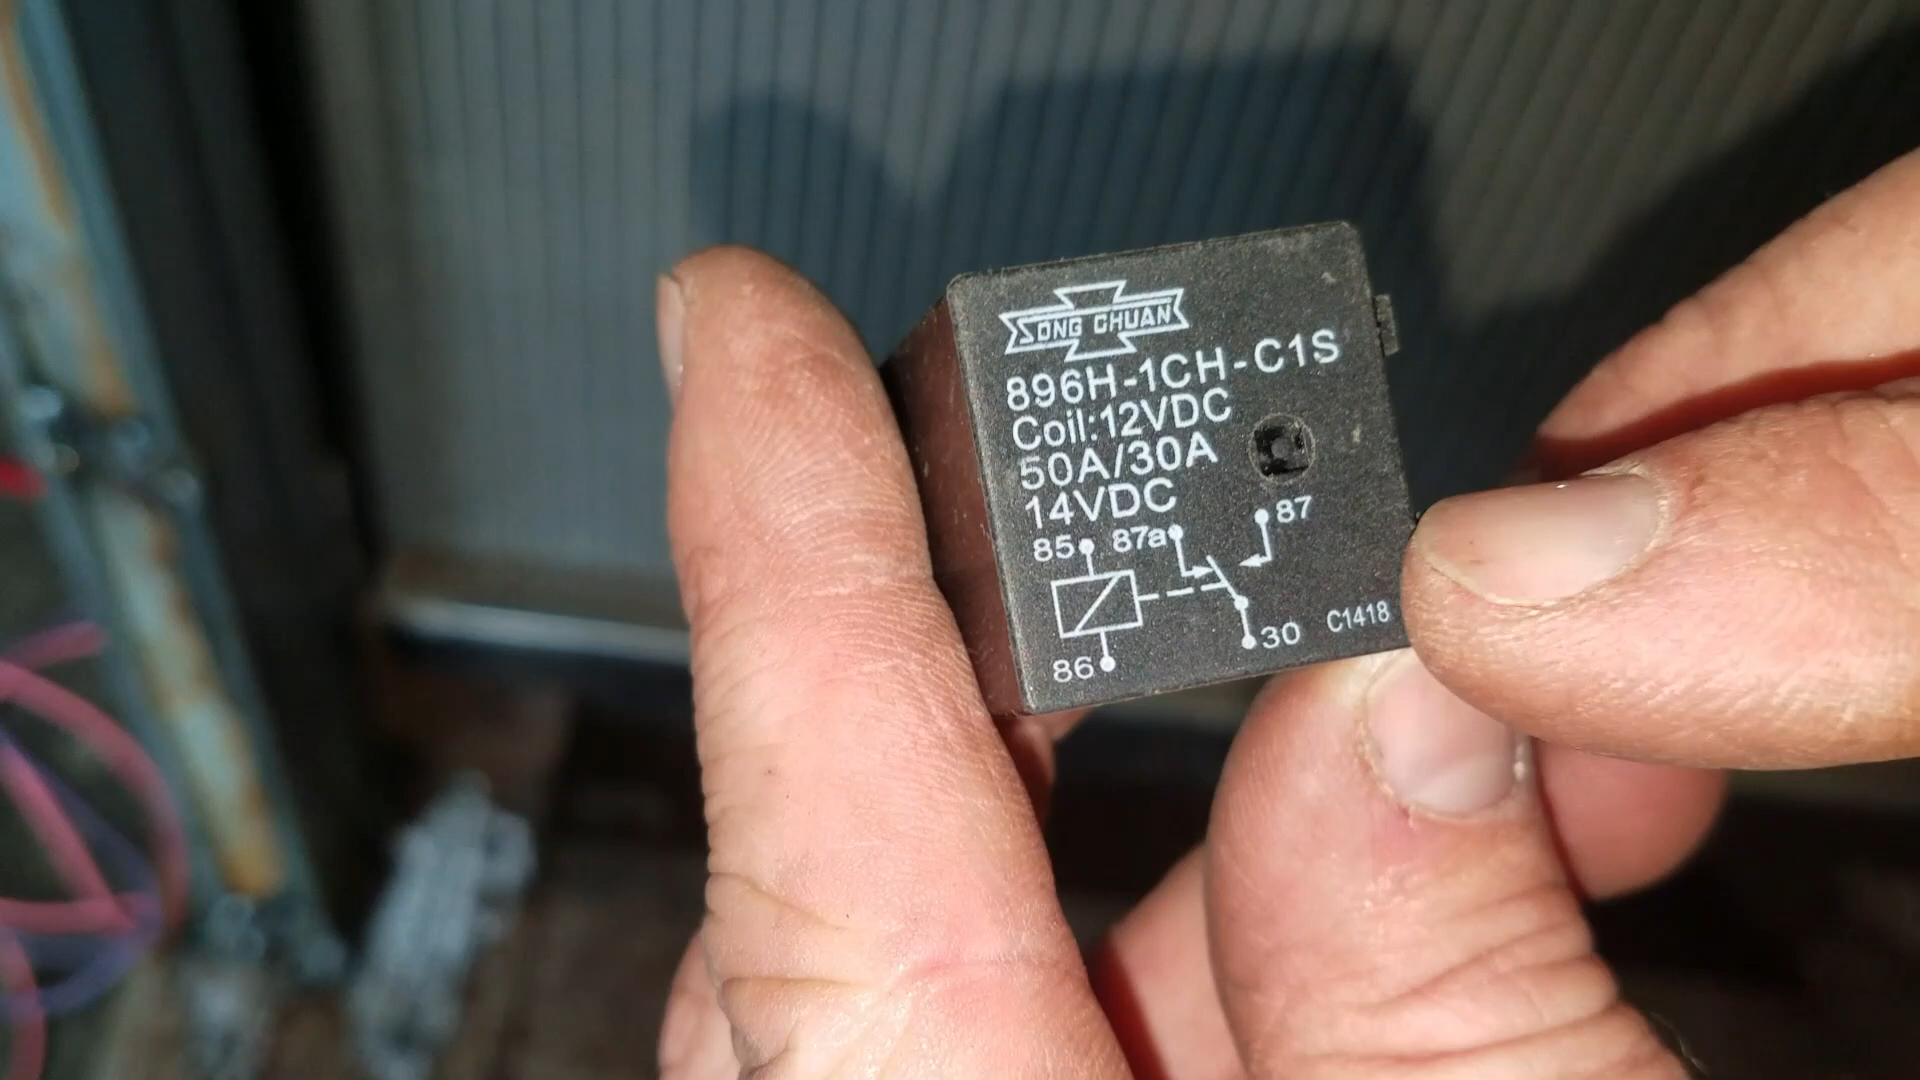 SONG CHUAN
896H-1CH-C1S
Coil:12VDC
50A/30A
14VDC
85 87a 87
86 30 C1418